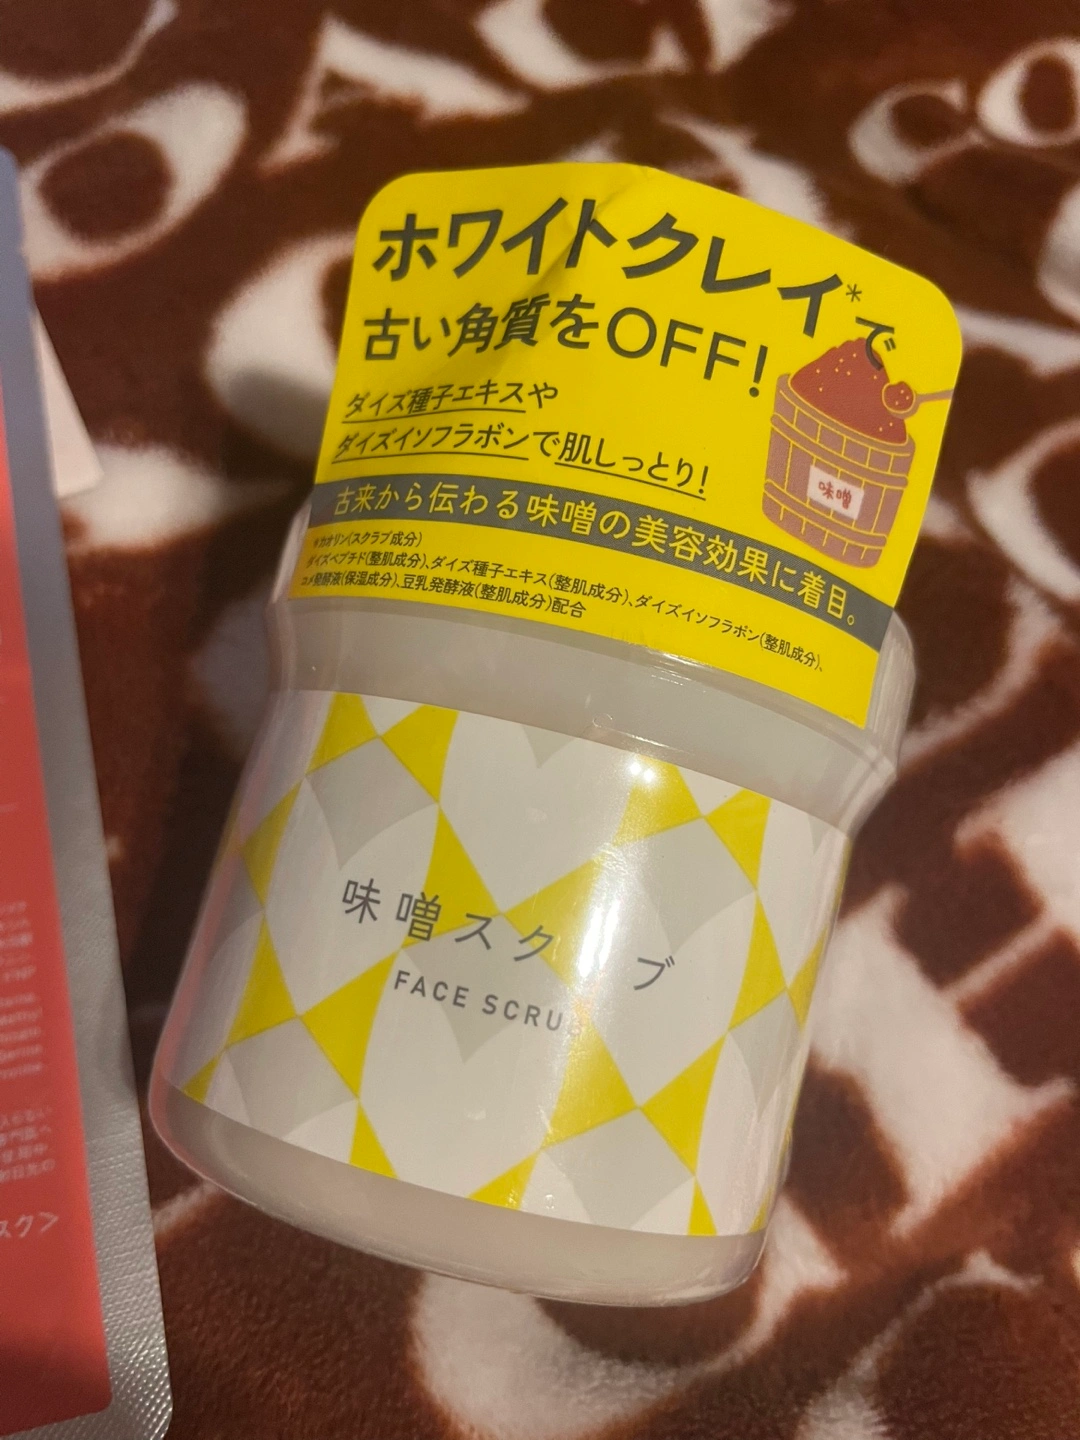 ホワイトクレイ*で
古い角質をOFF!
ダイズ種子エキスや
ダイズイソフラボンで肌しっとり!
味噌
古来から伝わる味噌の美容効果に着目。
*カオリン(スクラブ成分)
ダイズペプチド(整肌成分)、ダイズ種子エキス(整肌成分)、ダイズイソフラボン(整肌成分)、
コメ発酵液(保湿成分)、豆乳発酵液(整肌成分)配合
味噌スクラブ
FACE SCRUB
スク>